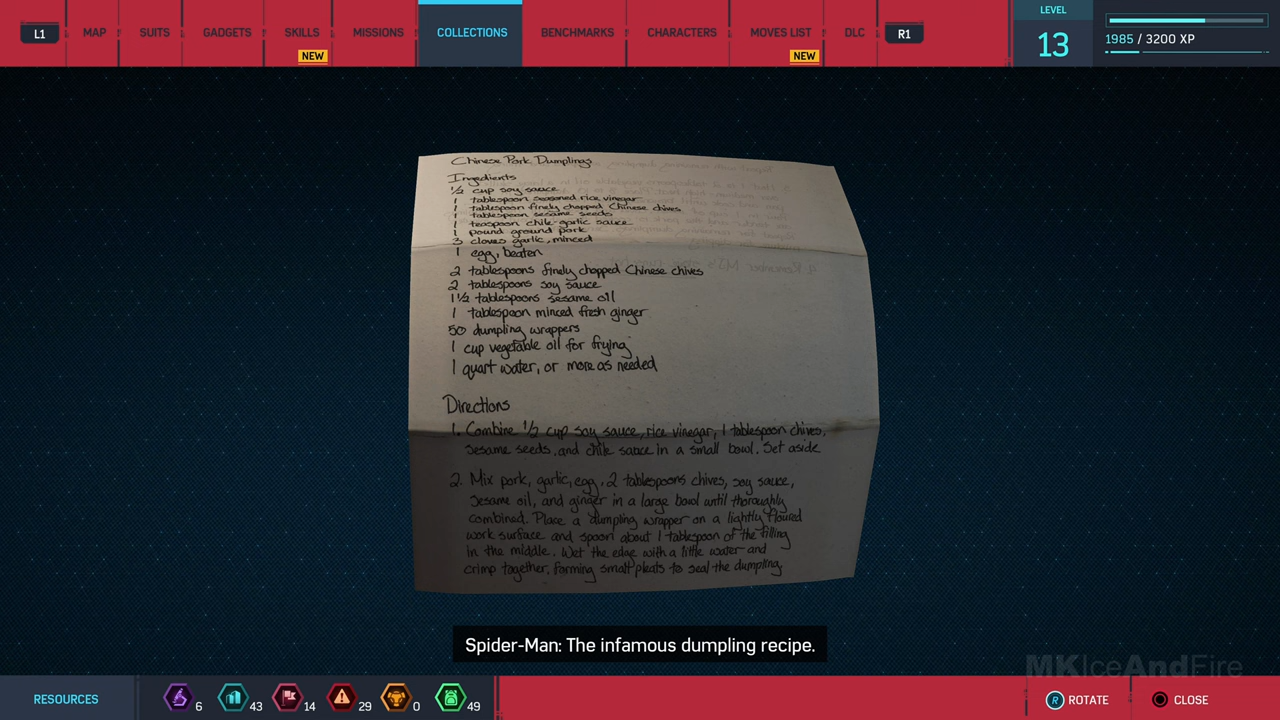 L1
MAP
SUITS
GADGETS
SKILLS
MISSIONS
COLLECTIONS
BENCHMARKS
CHARACTERS
MOVES LIST
DLC
R1
NEW
NEW
LEVEL
13
1985 / 3200 XP
Chinese Pork Dumplings
Ingredients
1/2 cup soy sauce
1 tablespoon seasoned rice vinegar
1 tablespoon finely chopped Chinese chives
1 tablespoon sesame seeds
1 teaspoon chile-garlic sauce
1 pound ground pork
3 cloves garlic, minced
1 egg, beaten
2 tablespoons finely chopped Chinese chives
2 tablespoons soy sauce
1 1/2 tablespoons sesame oil
1 tablespoon minced fresh ginger
50 dumpling wrappers
1 cup vegetable oil for frying
1 quart water, or more as needed
Directions
1. Combine 1/2 cup soy sauce, rice vinegar, 1 tablespoon chives,
sesame seeds, and chile sauce in a small bowl. Set aside.
2. Mix pork, garlic, egg, 2 tablespoons chives, soy sauce,
sesame oil, and ginger in a large bowl until thoroughly
combined. Place a dumpling wrapper on a lightly floured
work surface and spoon about 1 tablespoon of the filling
in the middle. Wet the edge with a little water and
crimp together, forming small pleats to seal the dumpling.
Spider-Man: The infamous dumpling recipe.
MKIceAndFire
RESOURCES
6
43
14
29
0
49
R ROTATE
CLOSE